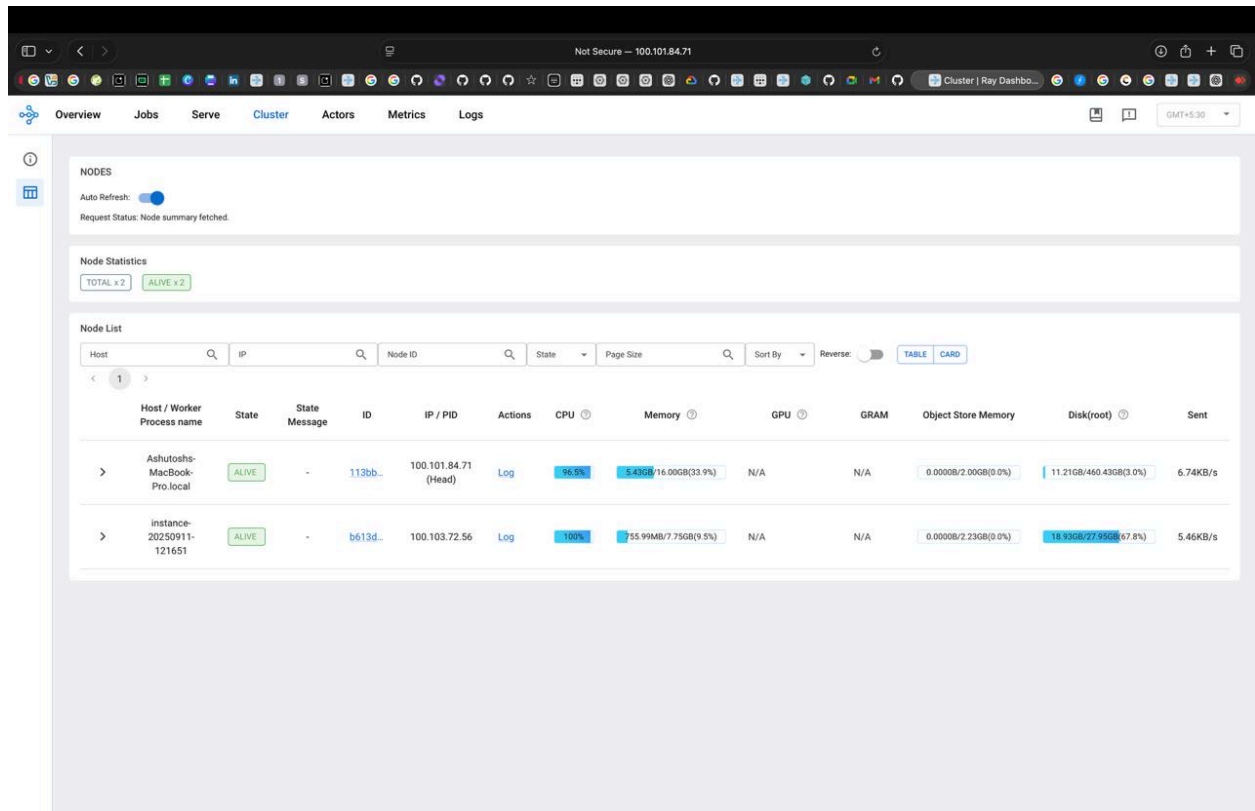 Not Secure — 100.101.84.71
Cluster | Ray Dashbo...
Overview Jobs Serve Cluster Actors Metrics Logs
GMT+5:30
NODES
Auto Refresh:
Request Status: Node summary fetched.
Node Statistics
TOTAL x 2 ALIVE x 2
Node List
Host IP Node ID State Page Size Sort By Reverse: TABLE CARD
< 1 >
Host / Worker Process name State State Message ID IP / PID Actions CPU Memory GPU GRAM Object Store Memory Disk(root) Sent
Ashutoshs-MacBook-Pro.local ALIVE - 113bb... 100.101.84.71 (Head) Log 96.5% 5.43GB/16.00GB(33.9%) N/A N/A 0.0000B/2.00GB(0.0%) 11.21GB/460.43GB(3.0%) 6.74KB/s
instance-20250911-121651 ALIVE - b613d... 100.103.72.56 Log 100% 755.99MB/7.75GB(9.5%) N/A N/A 0.0000B/2.23GB(0.0%) 18.93GB/27.95GB(67.8%) 5.46KB/s